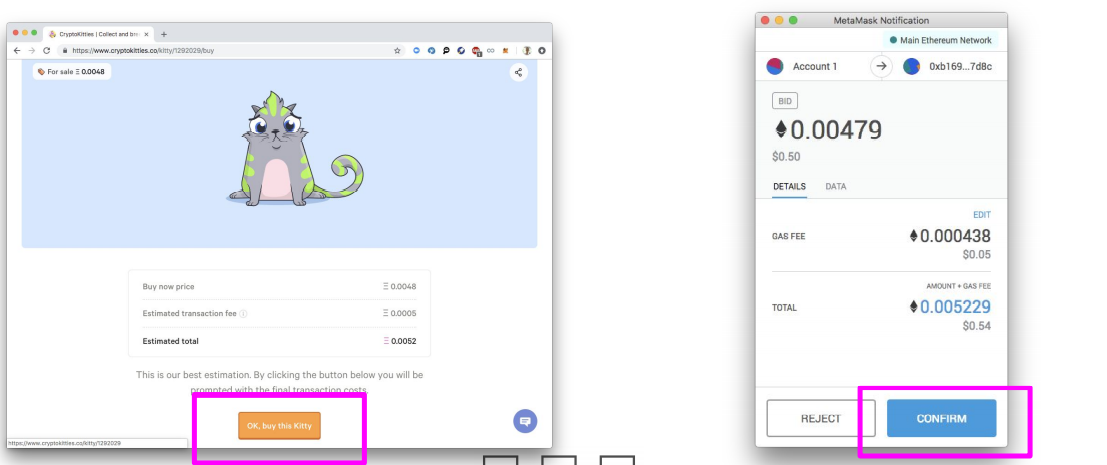 CryptoKitties | Collect and bre
https://www.cryptokitties.co/kitty/1292029/buy
For sale Ξ 0.0048
Buy now price Ξ 0.0048
Estimated transaction fee Ξ 0.0005
Estimated total Ξ 0.0052
This is our best estimation. By clicking the button below you will be
prompted with the final transaction costs.
OK, buy this Kitty
https://www.cryptokitties.co/kitty/1292029
MetaMask Notification
Main Ethereum Network
Account 1 0xb169...7d8c
BID
0.00479
$0.50
DETAILS DATA
EDIT
GAS FEE 0.000438
$0.05
AMOUNT + GAS FEE
TOTAL 0.005229
$0.54
REJECT CONFIRM